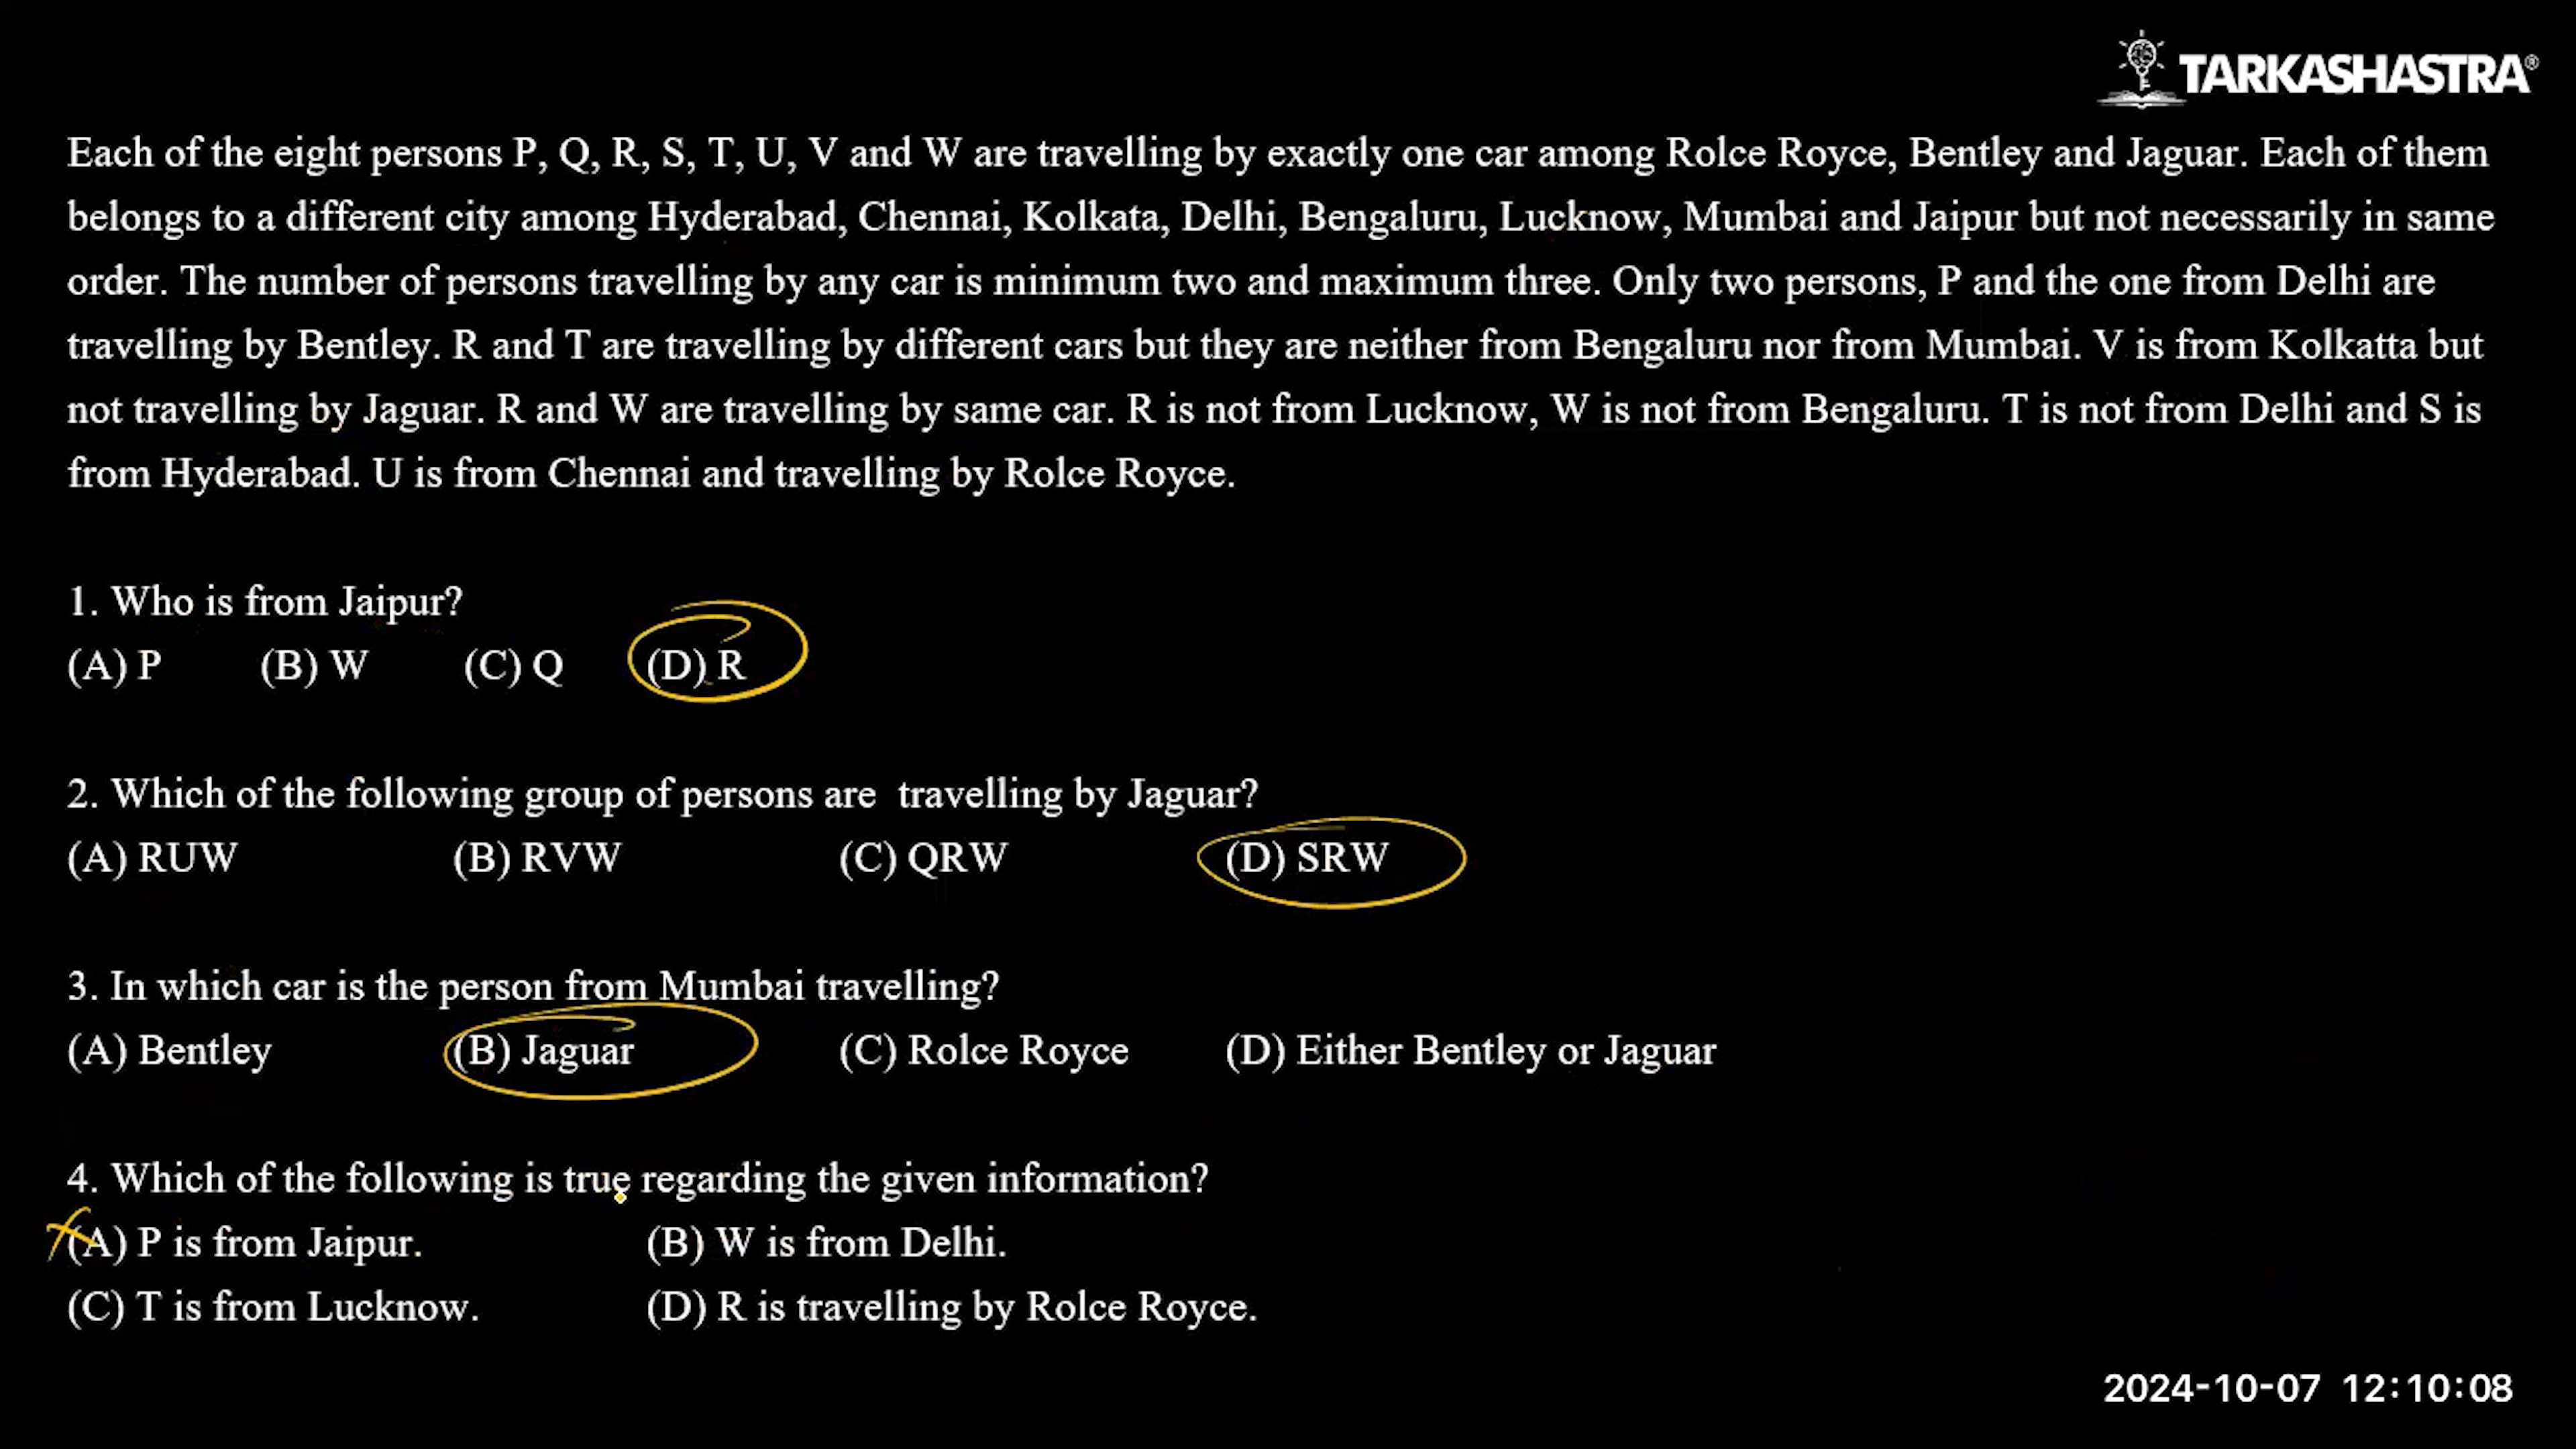 TARKASHASTRA®
Each of the eight persons P, Q, R, S, T, U, V and W are travelling by exactly one car among Rolce Royce, Bentley and Jaguar. Each of them
belongs to a different city among Hyderabad, Chennai, Kolkata, Delhi, Bengaluru, Lucknow, Mumbai and Jaipur but not necessarily in same
order. The number of persons travelling by any car is minimum two and maximum three. Only two persons, P and the one from Delhi are
travelling by Bentley. R and T are travelling by different cars but they are neither from Bengaluru nor from Mumbai. V is from Kolkatta but
not travelling by Jaguar. R and W are travelling by same car. R is not from Lucknow, W is not from Bengaluru. T is not from Delhi and S is
from Hyderabad. U is from Chennai and travelling by Rolce Royce.
1. Who is from Jaipur?
(A) P (B) W (C) Q (D) R
2. Which of the following group of persons are travelling by Jaguar?
(A) RUW (B) RVW (C) QRW (D) SRW
3. In which car is the person from Mumbai travelling?
(A) Bentley (B) Jaguar (C) Rolce Royce (D) Either Bentley or Jaguar
4. Which of the following is true regarding the given information?
(A) P is from Jaipur. (B) W is from Delhi.
(C) T is from Lucknow. (D) R is travelling by Rolce Royce.
2024-10-07 12:10:08